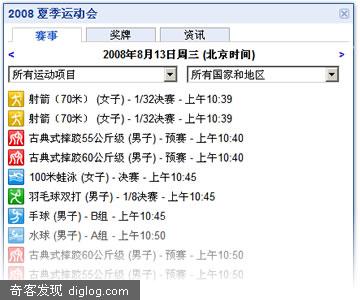 2008 夏季运动会
赛事 奖牌 资讯
< 2008年8月13日周三 (北京时间) >
所有运动项目 所有国家和地区
射箭（70米） (女子) - 1/32决赛 - 上午10:39
射箭（70米） (女子) - 1/32决赛 - 上午10:39
古典式摔跤55公斤级 (男子) - 预赛 - 上午10:40
古典式摔跤60公斤级 (男子) - 预赛 - 上午10:40
100米蛙泳 (女子) - 决赛 - 上午10:45
羽毛球双打 (男子) - 1/8决赛 - 上午10:45
手球 (男子) - B组 - 上午10:45
水球 (男子) - A组 - 上午10:50
古典式摔跤55公斤级 (男子) - 预赛 - 上午10:50
古典式摔跤60公斤级 (男子) - 预赛 - 上午10:50
奇客发现 diglog.com